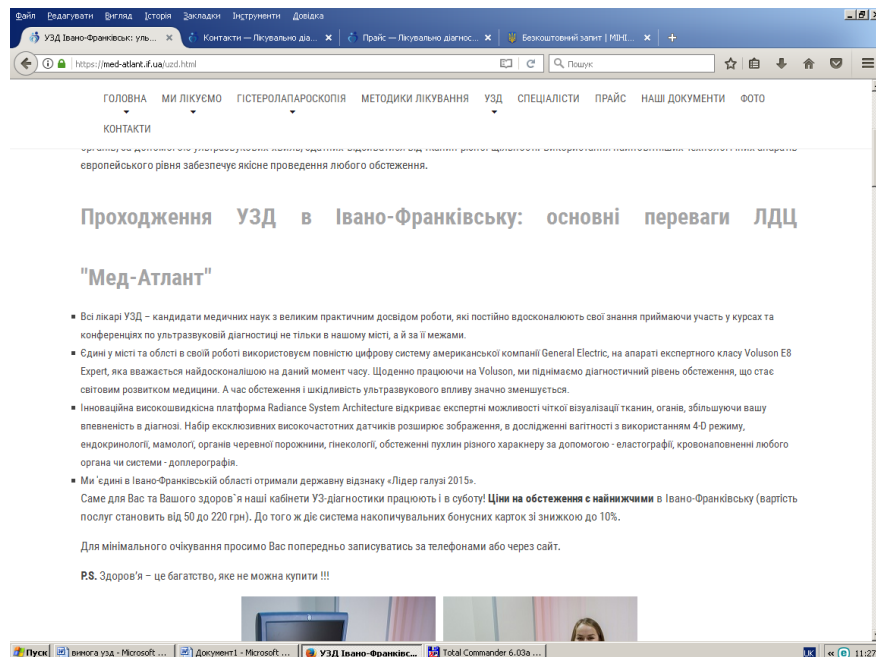 Файл Редагувати Вигляд Історія Закладки Інструменти Довідка
УЗД Івано-Франківськ: уль... Контакти — Лікувально діа... Прайс — Лікувально діагнос... Безкоштовний запит | МІНІ...
https://med-atlant.if.ua/uzd.html Пошук
ГОЛОВНА МИ ЛІКУЄМО ГІСТЕРОЛАПАРОСКОПІЯ МЕТОДИКИ ЛІКУВАННЯ УЗД СПЕЦІАЛІСТИ ПРАЙС НАШІ ДОКУМЕНТИ ФОТО
КОНТАКТИ
європейського рівня забезпечує якісне проведення любого обстеження.
Проходження УЗД в Івано-Франківську: основні переваги ЛДЦ
"Мед-Атлант"
Всі лікарі УЗД – кандидати медичних наук з великим практичним досвідом роботи, які постійно вдосконалюють свої знання приймаючи участь у курсах та
конференціях по ультразвуковій діагностиці не тільки в нашому місті, а й за її межами.
Єдині у місті та облсті в своїй роботі використовуєм повністю цифрову систему американської компанії General Electric, на апараті експертного класу Voluson E8
Expert, яка вважається найдосконалішою на даний момент часу. Щоденно працюючи на Voluson, ми піднімаємо діагностичний рівень обстеження, що стає
світовим розвитком медицини. А час обстеження і шкідливість ультразвукового впливу значно зменшується.
Інноваційна високошвидкісна платформа Radiance System Architecture відкриває експертні можливості чіткої візуалізації тканин, оганів, збільшуючи вашу
впевненість в діагнозі. Набір ексклюзивних високочастотних датчиків розширює зображення, в дослідженні вагітності з використанням 4-D режиму,
ендокринології, мамології, органів черевної порожнини, гінекології, обстеженні пухлин різного характеру за допомогою - еластографії, кровонаповненні любого
органа чи системи - доплерографія.
Ми 'єдині в Івано-Франківській області отримали державну відзнаку «Лідер галузі 2015».
Саме для Вас та Вашого здоров`я наші кабінети УЗ-діагностики працюють і в суботу! Ціни на обстеження є найнижчими в Івано-Франківську (вартість
послуг становить від 50 до 220 грн). До того ж діє система накопичувальних бонусних карток зі знижкою до 10%.
Для мінімального очікування просимо Вас попередньо записуватись за телефонами або через сайт.
P.S. Здоров'я – це багатство, яке не можна купити !!!
Пуск вимога узд - Microsoft ... Документ1 - Microsoft ... УЗД Івано-Франківс... Total Commander 6.03a ... UK 11:27